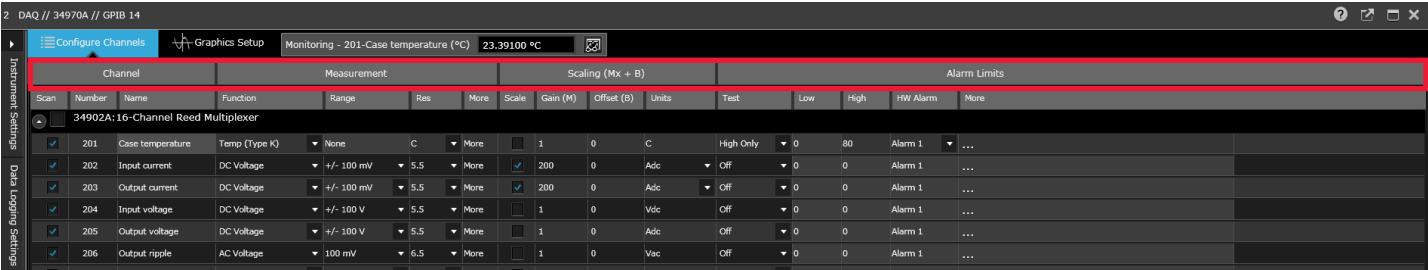 2 DAQ // 34970A // GPIB 14
Configure Channels Graphics Setup Monitoring - 201-Case temperature (°C) 23.39100 °C
Instrument Settings
Data Logging Settings
Channel Measurement Scaling (Mx + B) Alarm Limits
Scan Number Name Function Range Res More Scale Gain (M) Offset (B) Units Test Low High HW Alarm More
34902A:16-Channel Reed Multiplexer
201 Case temperature Temp (Type K) None C More 1 0 C High Only 0 80 Alarm 1 ...
202 Input current DC Voltage +/- 100 mV 5.5 More 200 0 Adc Off 0 0 Alarm 1 ...
203 Output current DC Voltage +/- 100 mV 5.5 More 200 0 Adc Off 0 0 Alarm 1 ...
204 Input voltage DC Voltage +/- 100 V 5.5 More 1 0 Vdc Off 0 0 Alarm 1 ...
205 Output voltage DC Voltage +/- 100 V 5.5 More 1 0 Adc Off 0 0 Alarm 1 ...
206 Output ripple AC Voltage 100 mV 6.5 More 1 0 Vac Off 0 0 Alarm 1 ...